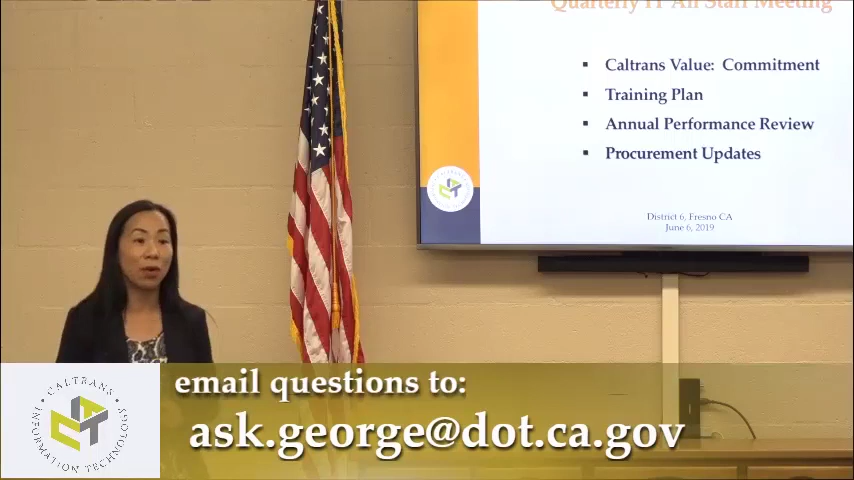 Quarterly IT All Staff Meeting
▪ Caltrans Value: Commitment
▪ Training Plan
▪ Annual Performance Review
▪ Procurement Updates
District 6, Fresno CA
June 6, 2019
email questions to:
ask.george@dot.ca.gov
CALTRANS
INFORMATION TECHNOLOGY